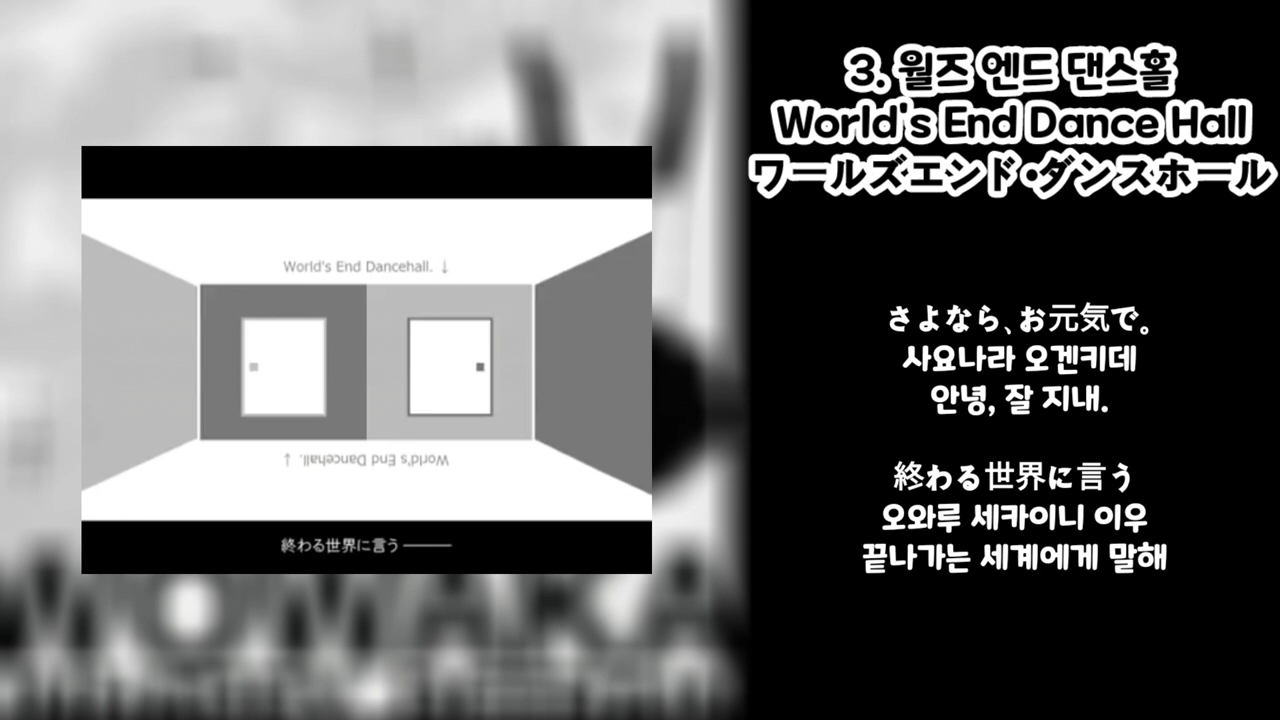 3. 월즈 엔드 댄스홀
World's End Dance Hall
ワールズエンド・ダンスホール
World's End Dancehall. ↓
World's End Dancehall. ↓
終わる世界に言う――――
さよなら、お元気で。
사요나라 오겐키데
안녕, 잘 지내.
終わる世界に言う
오와루 세카이니 이우
끝나가는 세계에게 말해